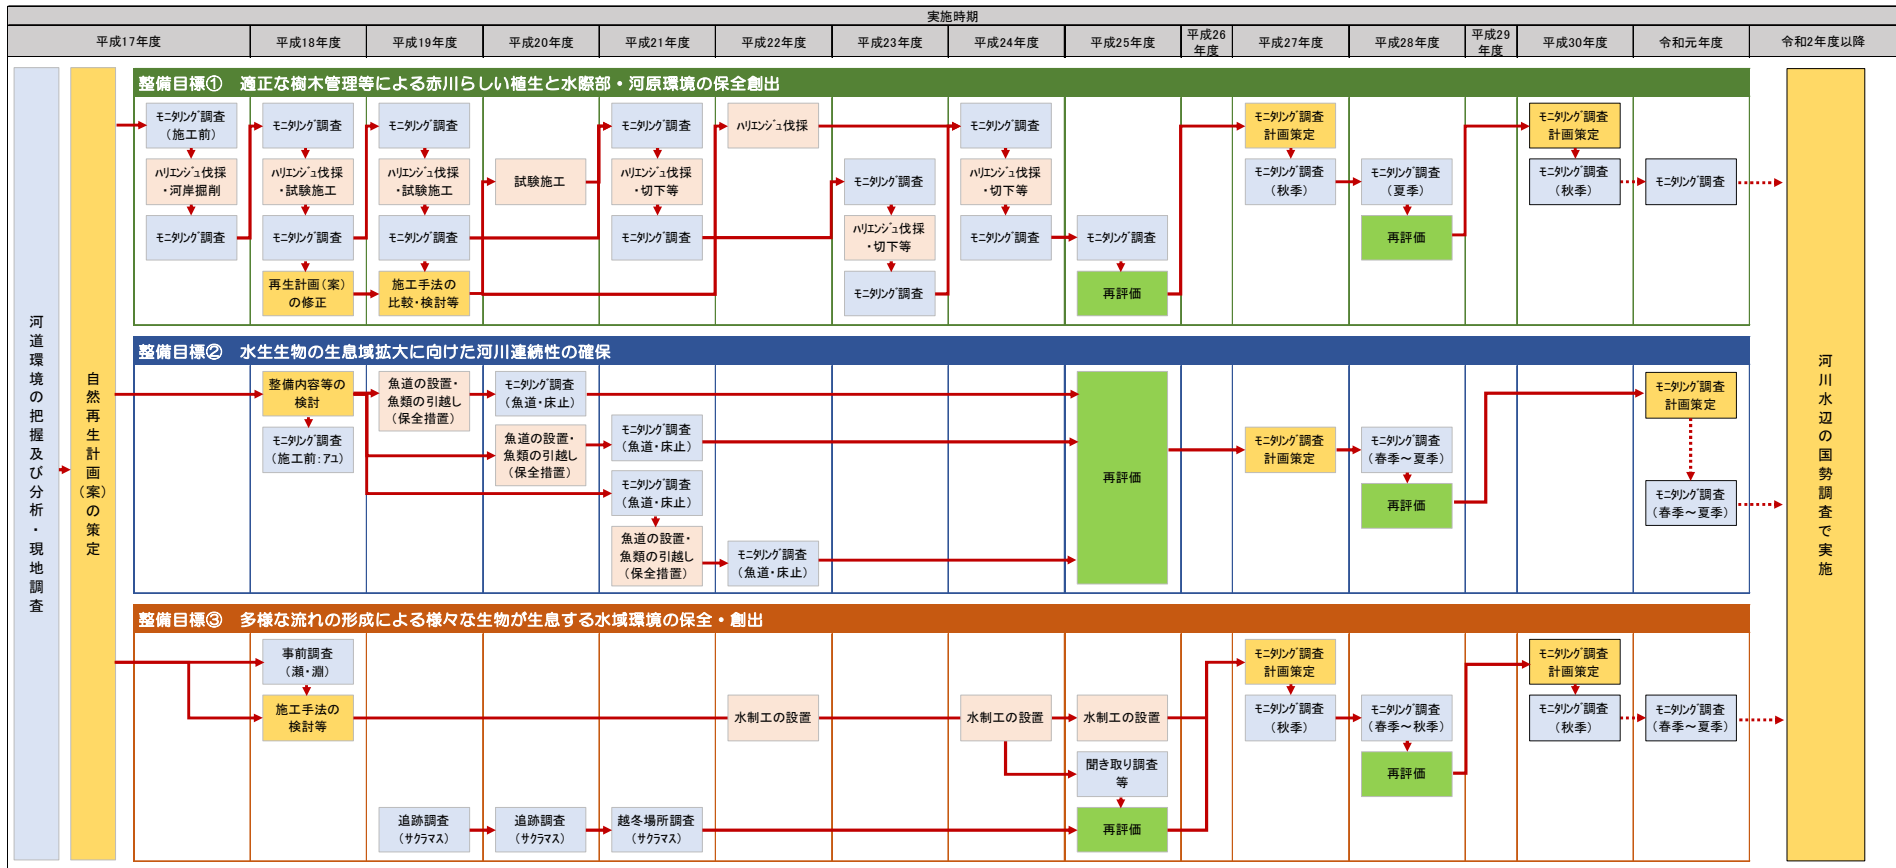 実施時期
平成17年度
平成18年度
平成19年度
平成20年度
平成21年度
平成22年度
平成23年度
平成24年度
平成25年度
平成26
年度
平成27年度
平成28年度
平成29
年度
平成30年度
令和元年度
令和2年度以降
河道環境の把握及び分析・現地調査
自然再生計画(案)の策定
整備目標① 適正な樹木管理等による赤川らしい植生と水際部・河原環境の保全創出
ﾓﾆﾀﾘﾝｸﾞ調査
(施工前)
ﾊﾘｴﾝｼﾞｭ伐採
・河岸掘削
ﾓﾆﾀﾘﾝｸﾞ調査
ﾓﾆﾀﾘﾝｸﾞ調査
ﾊﾘｴﾝｼﾞｭ伐採
・試験施工
ﾓﾆﾀﾘﾝｸﾞ調査
再生計画(案)
の修正
ﾓﾆﾀﾘﾝｸﾞ調査
ﾊﾘｴﾝｼﾞｭ伐採
・試験施工
ﾓﾆﾀﾘﾝｸﾞ調査
施工手法の
比較・検討等
試験施工
ﾓﾆﾀﾘﾝｸﾞ調査
ﾊﾘｴﾝｼﾞｭ伐採
・切下等
ﾓﾆﾀﾘﾝｸﾞ調査
ﾊﾘｴﾝｼﾞｭ伐採
ﾓﾆﾀﾘﾝｸﾞ調査
ﾊﾘｴﾝｼﾞｭ伐採
・切下等
ﾓﾆﾀﾘﾝｸﾞ調査
ﾓﾆﾀﾘﾝｸﾞ調査
ﾊﾘｴﾝｼﾞｭ伐採
・切下等
ﾓﾆﾀﾘﾝｸﾞ調査
ﾓﾆﾀﾘﾝｸﾞ調査
再評価
ﾓﾆﾀﾘﾝｸﾞ調査
計画策定
ﾓﾆﾀﾘﾝｸﾞ調査
(秋季)
ﾓﾆﾀﾘﾝｸﾞ調査
(夏季)
再評価
ﾓﾆﾀﾘﾝｸﾞ調査
計画策定
ﾓﾆﾀﾘﾝｸﾞ調査
(秋季)
ﾓﾆﾀﾘﾝｸﾞ調査
整備目標② 水生生物の生息域拡大に向けた河川連続性の確保
整備内容等の
検討
ﾓﾆﾀﾘﾝｸﾞ調査
(施工前:ｱﾕ)
魚道の設置・
魚類の引越し
(保全措置)
ﾓﾆﾀﾘﾝｸﾞ調査
(魚道・床止)
魚道の設置・
魚類の引越し
(保全措置)
ﾓﾆﾀﾘﾝｸﾞ調査
(魚道・床止)
ﾓﾆﾀﾘﾝｸﾞ調査
(魚道・床止)
魚道の設置・
魚類の引越し
(保全措置)
ﾓﾆﾀﾘﾝｸﾞ調査
(魚道・床止)
再評価
ﾓﾆﾀﾘﾝｸﾞ調査
計画策定
ﾓﾆﾀﾘﾝｸﾞ調査
(春季～夏季)
再評価
ﾓﾆﾀﾘﾝｸﾞ調査
計画策定
ﾓﾆﾀﾘﾝｸﾞ調査
(春季～夏季)
整備目標③ 多様な流れの形成による様々な生物が生息する水域環境の保全・創出
事前調査
(瀬・淵)
施工手法の
検討等
追跡調査
(ｻｸﾗﾏｽ)
追跡調査
(ｻｸﾗﾏｽ)
越冬場所調査
(ｻｸﾗﾏｽ)
水制工の設置
水制工の設置
水制工の設置
聞き取り調査
等
再評価
ﾓﾆﾀﾘﾝｸﾞ調査
計画策定
ﾓﾆﾀﾘﾝｸﾞ調査
(秋季)
ﾓﾆﾀﾘﾝｸﾞ調査
(春季～秋季)
再評価
ﾓﾆﾀﾘﾝｸﾞ調査
計画策定
ﾓﾆﾀﾘﾝｸﾞ調査
(秋季)
ﾓﾆﾀﾘﾝｸﾞ調査
(春季～夏季)
河川水辺の国勢調査で実施